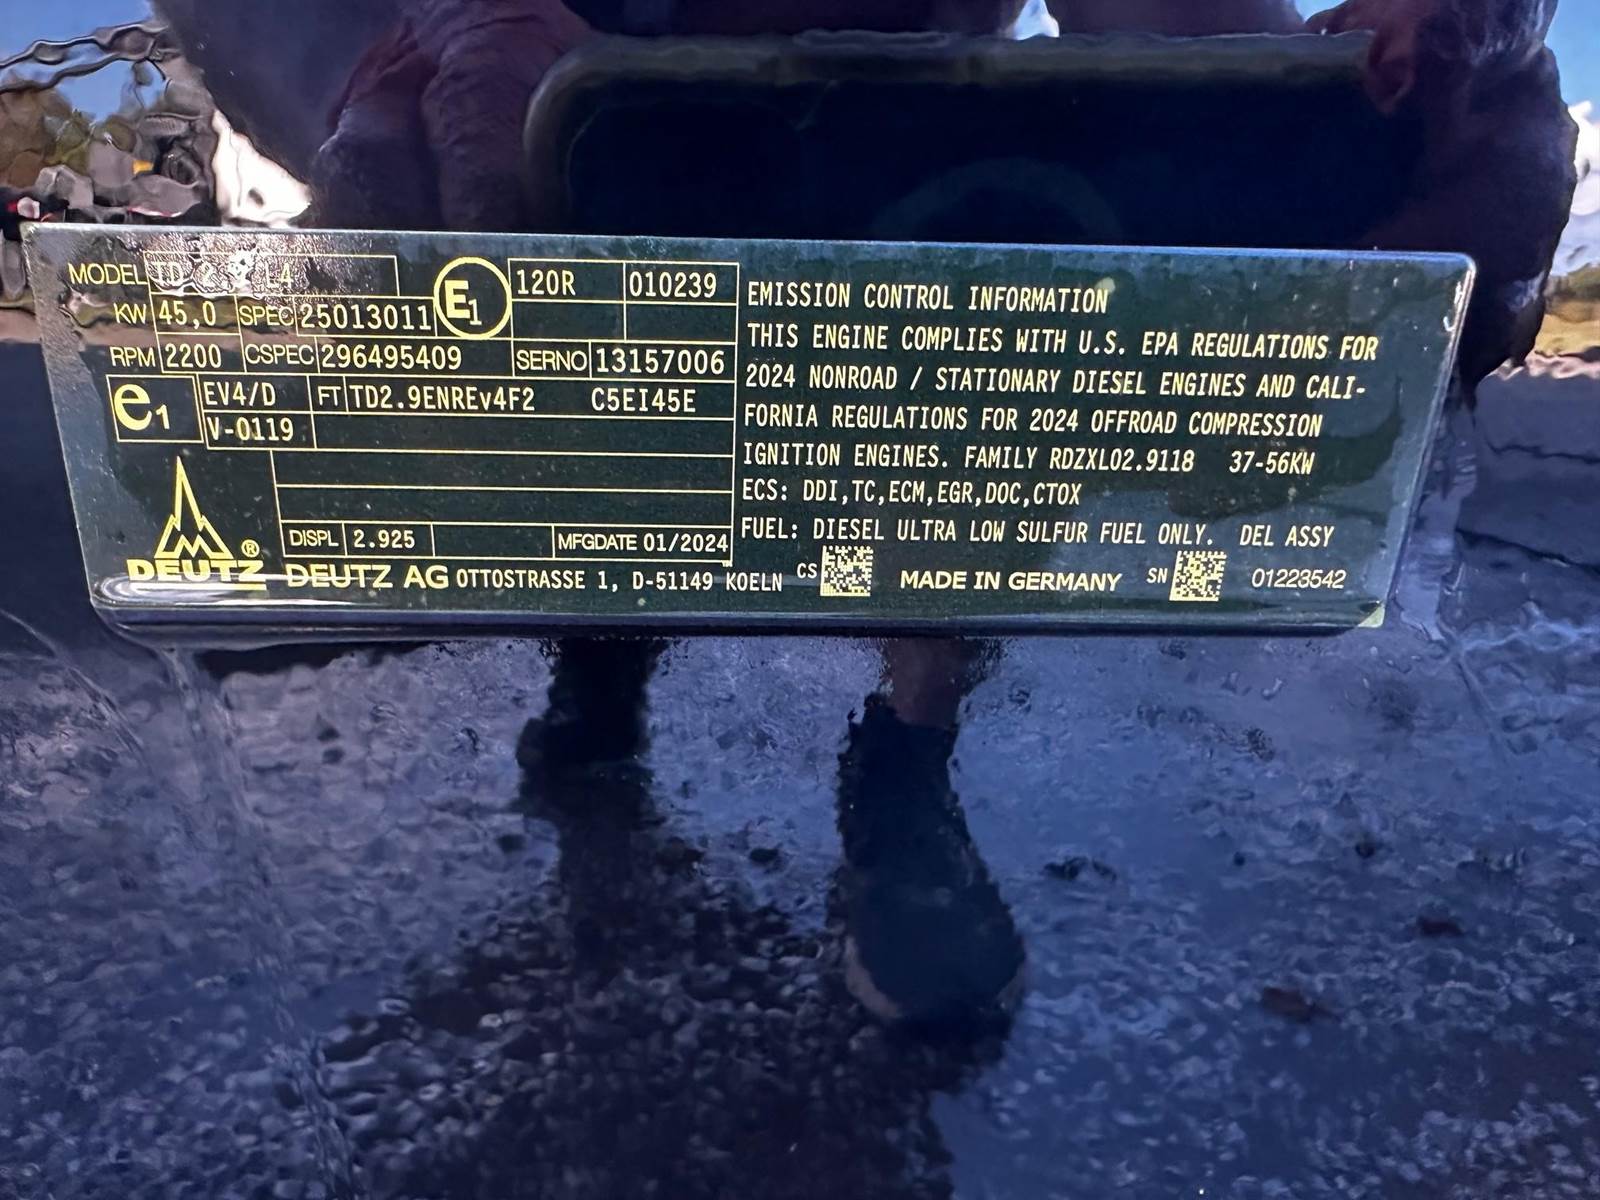 MODEL TD 2.9 L4
E1 120R 010239
KW 45,0 SPEC 25013011
RPM 2200 CSPEC 296495409 SERNO 13157006
e1 EV4/D FT TD2.9ENREv4F2 C5EI45E
V-0119
DISPL 2.925 MFGDATE 01/2024
DEUTZ ®
DEUTZ AG OTTOSTRASSE 1, D-51149 KOELN
EMISSION CONTROL INFORMATION
THIS ENGINE COMPLIES WITH U.S. EPA REGULATIONS FOR
2024 NONROAD / STATIONARY DIESEL ENGINES AND CALI-
FORNIA REGULATIONS FOR 2024 OFFROAD COMPRESSION
IGNITION ENGINES. FAMILY RDZXL02.9118 37-56KW
ECS: DDI,TC,ECM,EGR,DOC,CTOX
FUEL: DIESEL ULTRA LOW SULFUR FUEL ONLY. DEL ASSY
CS MADE IN GERMANY SN 01223542